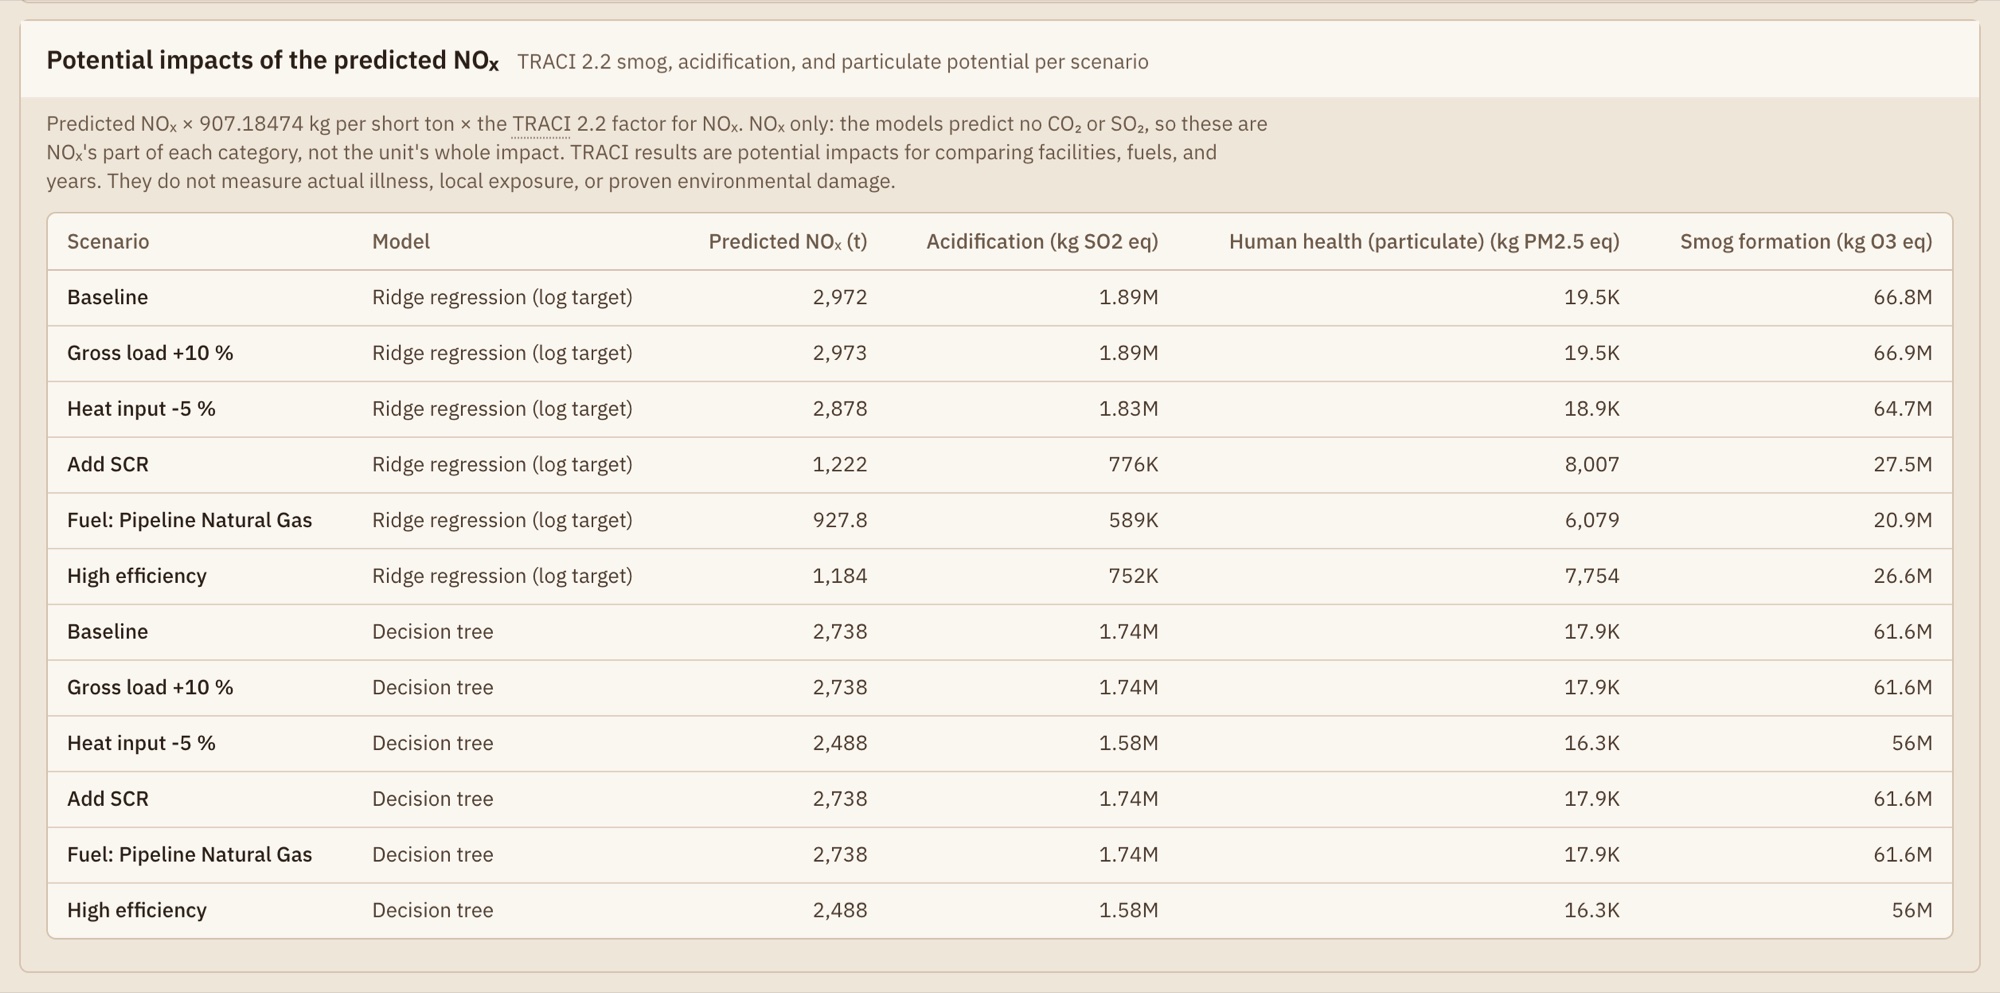 Potential impacts of the predicted NOₓ TRACI 2.2 smog, acidification, and particulate potential per scenario
Predicted NOₓ × 907.18474 kg per short ton × the TRACI 2.2 factor for NOₓ. NOₓ only: the models predict no CO₂ or SO₂, so these are
NOₓ's part of each category, not the unit's whole impact. TRACI results are potential impacts for comparing facilities, fuels, and
years. They do not measure actual illness, local exposure, or proven environmental damage.
Scenario Model Predicted NOₓ (t) Acidification (kg SO2 eq) Human health (particulate) (kg PM2.5 eq) Smog formation (kg O3 eq)
Baseline Ridge regression (log target) 2,972 1.89M 19.5K 66.8M
Gross load +10 % Ridge regression (log target) 2,973 1.89M 19.5K 66.9M
Heat input -5 % Ridge regression (log target) 2,878 1.83M 18.9K 64.7M
Add SCR Ridge regression (log target) 1,222 776K 8,007 27.5M
Fuel: Pipeline Natural Gas Ridge regression (log target) 927.8 589K 6,079 20.9M
High efficiency Ridge regression (log target) 1,184 752K 7,754 26.6M
Baseline Decision tree 2,738 1.74M 17.9K 61.6M
Gross load +10 % Decision tree 2,738 1.74M 17.9K 61.6M
Heat input -5 % Decision tree 2,488 1.58M 16.3K 56M
Add SCR Decision tree 2,738 1.74M 17.9K 61.6M
Fuel: Pipeline Natural Gas Decision tree 2,738 1.74M 17.9K 61.6M
High efficiency Decision tree 2,488 1.58M 16.3K 56M